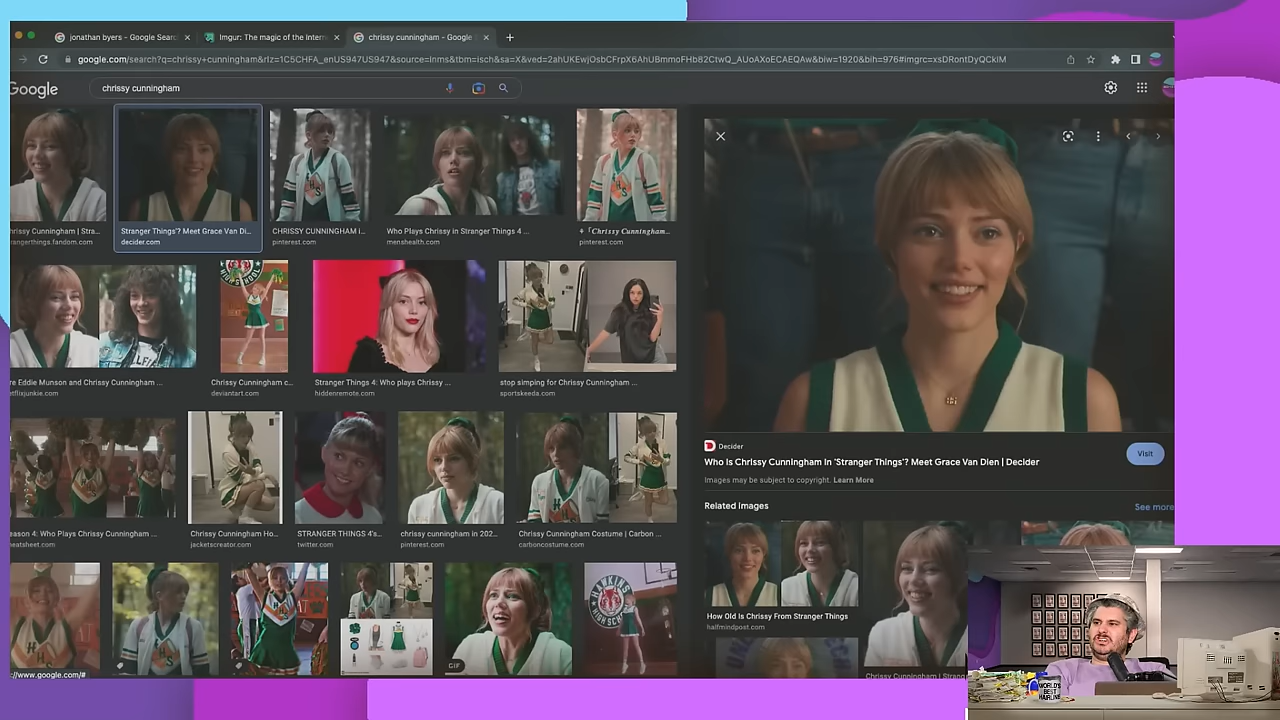 jonathan byers - Google Searc
Imgur: The magic of the Intern
chrissy cunningham - Google
google.com/search?q=chrissy+cunningham&rlz=1C5CHFA_enUS947US947&source=lnms&tbm=isch&sa=X&ved=2ahUKEwjOsbCFrpX6AhUBmmoFHb82CtwQ_AUoAXoECAEQAw&biw=1920&bih=976#imgrc=xsDRontDyQCkiM
Google
chrissy cunningham
hrissy Cunningham | Stra...
rangerthings.fandom.com
Stranger Things'? Meet Grace Van Di...
decider.com
CHRISSY CUNNINGHAM i...
pinterest.com
Who Plays Chrissy in Stranger Things 4 ...
menshealth.com
+「Chrissy Cunningham...
pinterest.com
re Eddie Munson and Chrissy Cunningham ...
etflixjunkie.com
Chrissy Cunningham c...
deviantart.com
Stranger Things 4: Who plays Chrissy ...
hiddenremote.com
stop simping for Chrissy Cunningham ...
sportskeeda.com
eason 4: Who Plays Chrissy Cunningham ...
heatsheet.com
Chrissy Cunningham Ho...
jacketscreator.com
STRANGER THINGS 4's...
twitter.com
chrissy cunningham in 202...
pinterest.com
Chrissy Cunningham Costume | Carbon ...
carboncostume.com
HAWKINS
HIGH SCHOOL
GIF
://www.google.com/#
Decider
Who Is Chrissy Cunningham In 'Stranger Things'? Meet Grace Van Dien | Decider
Visit
Images may be subject to copyright. Learn More
Related Images
See more
How Old Is Chrissy From Stranger Things
halfmindpost.com
Chrissy Cunningham | Strang
WORLD'S
BEST
HAIRLINE